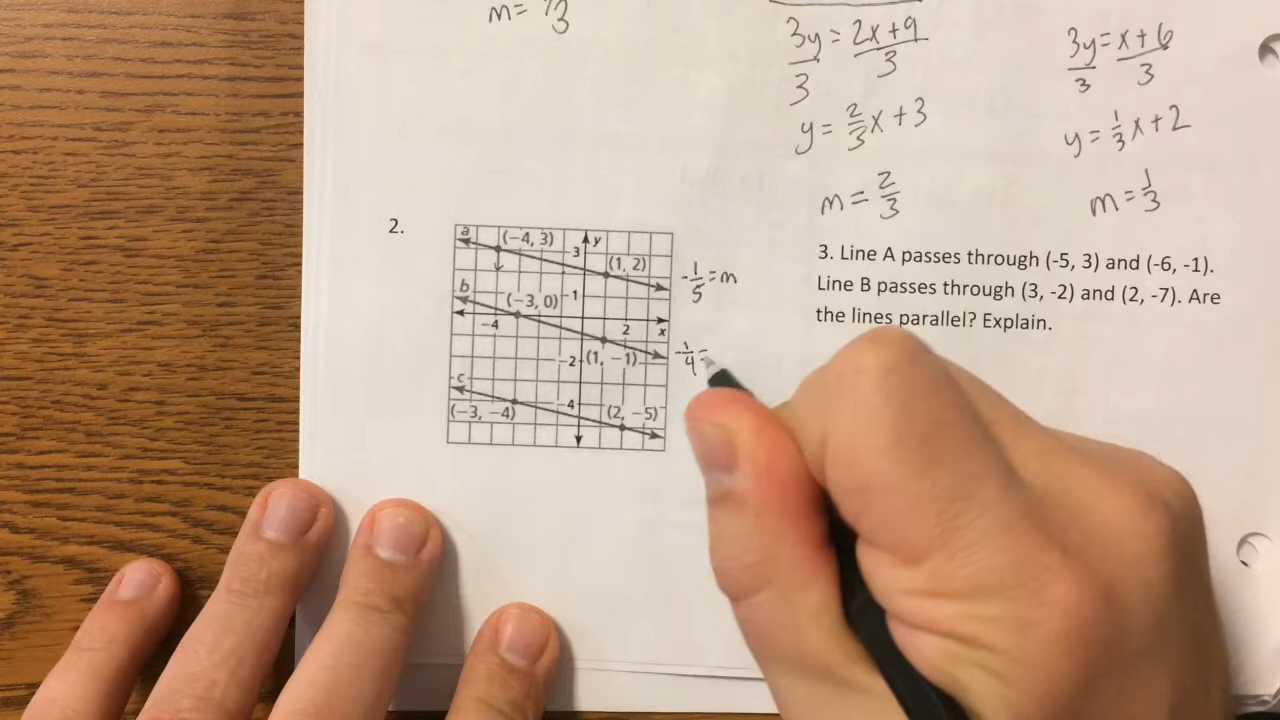 m=
3
3y = 2x+9
3 3
y = 2/3 x + 3
m = 2/3
3y = x + 6
3 3
y = 1/3 x + 2
m = 1/3
2.
a
(−4, 3)
y
3
(1, 2)
-1/5 = m
b
(−3, 0)
1
−4
2
x
−2
(1, −1)
-1/4 =
c
(−3, −4)
−4
(2, −5)
3. Line A passes through (-5, 3) and (-6, -1).
Line B passes through (3, -2) and (2, -7). Are
the lines parallel? Explain.